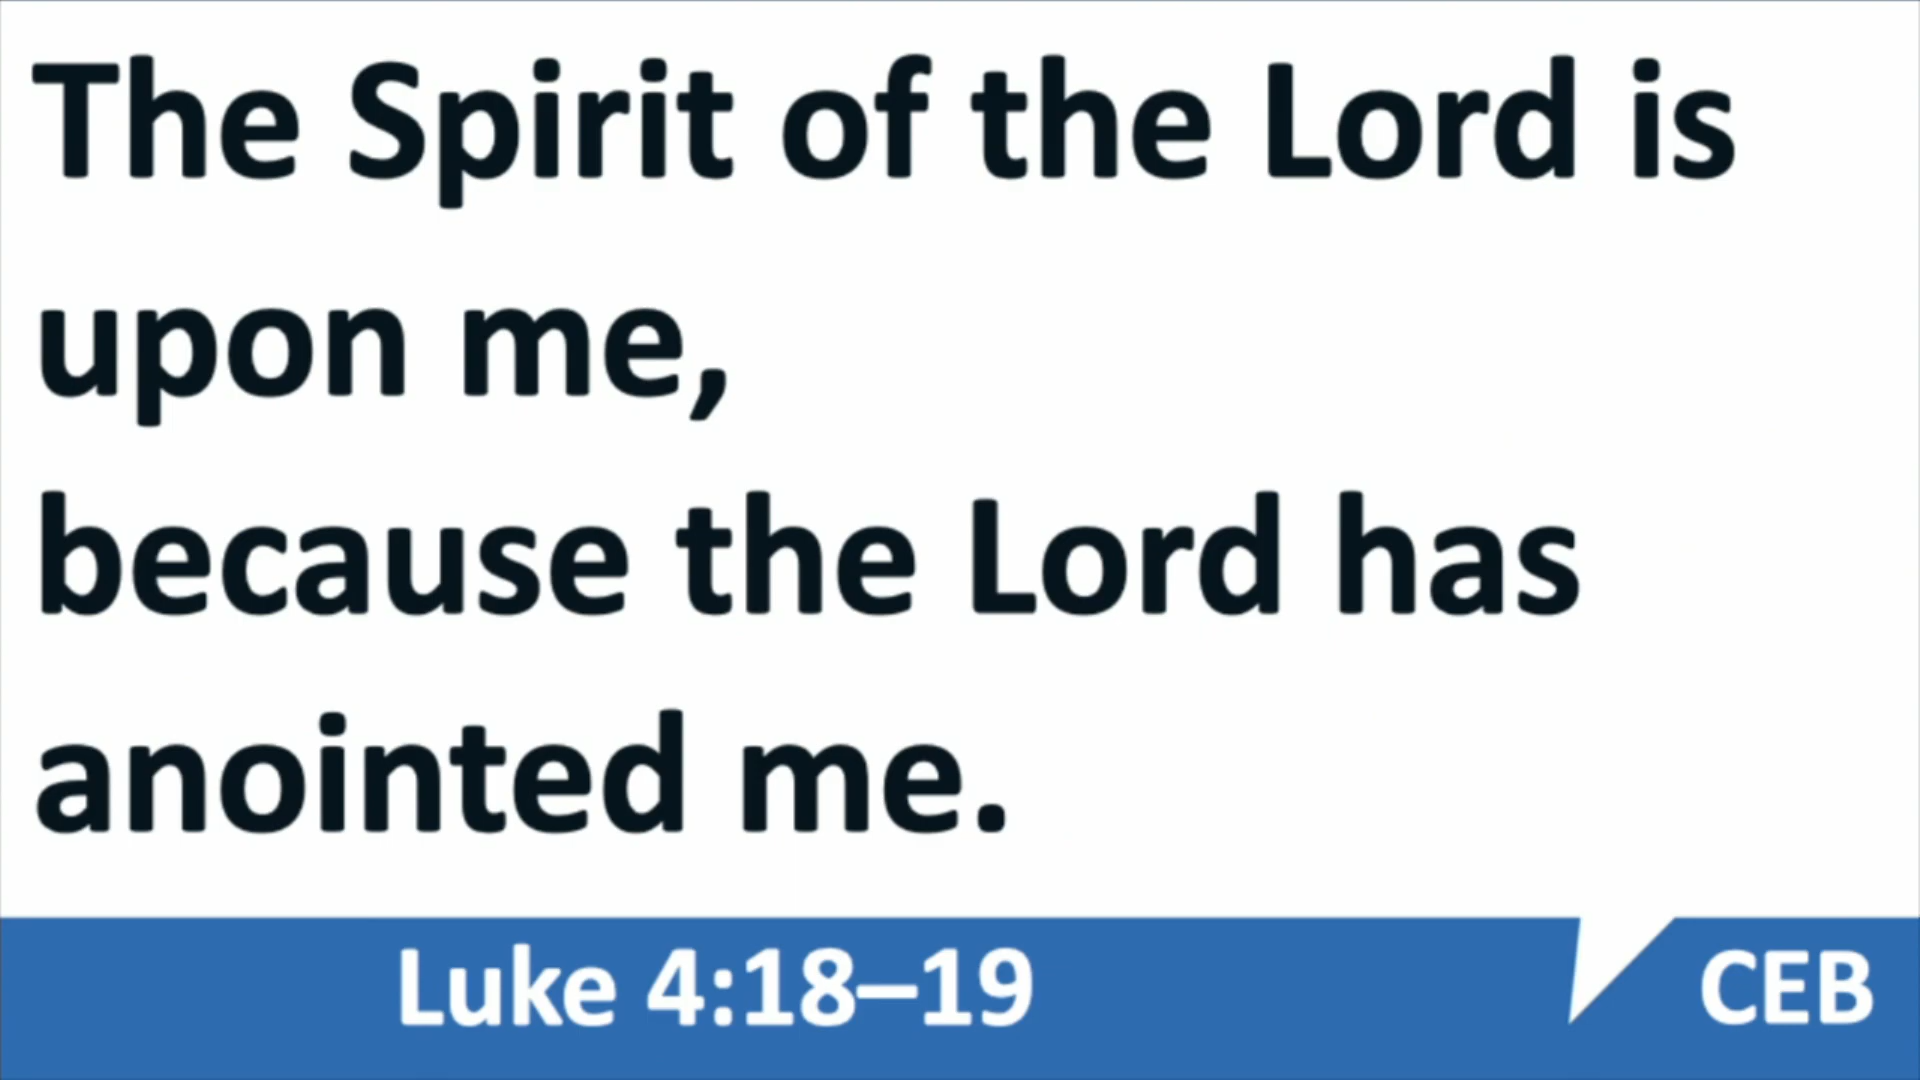 The Spirit of the Lord is
upon me,
because the Lord has
anointed me.
Luke 4:18–19
CEB